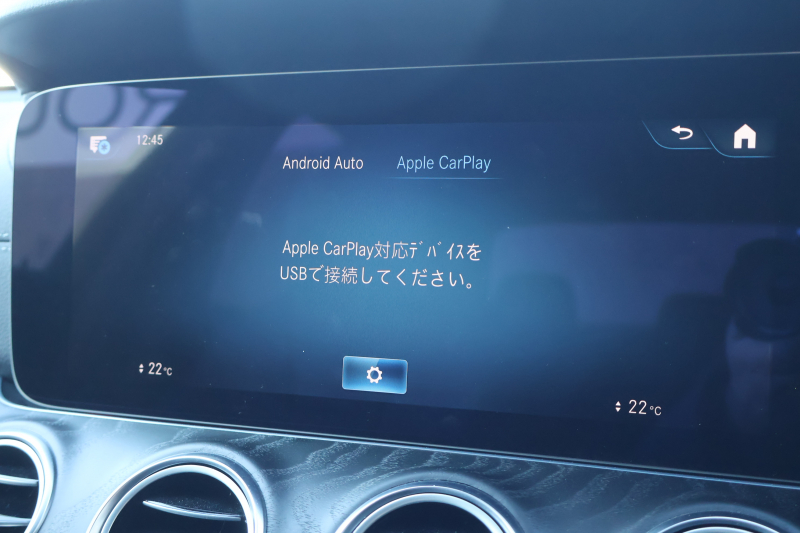 12:45
Android Auto
Apple CarPlay
Apple CarPlay対応ﾃﾞﾊﾞｲｽを
USBで接続してください。
22°C
22°C